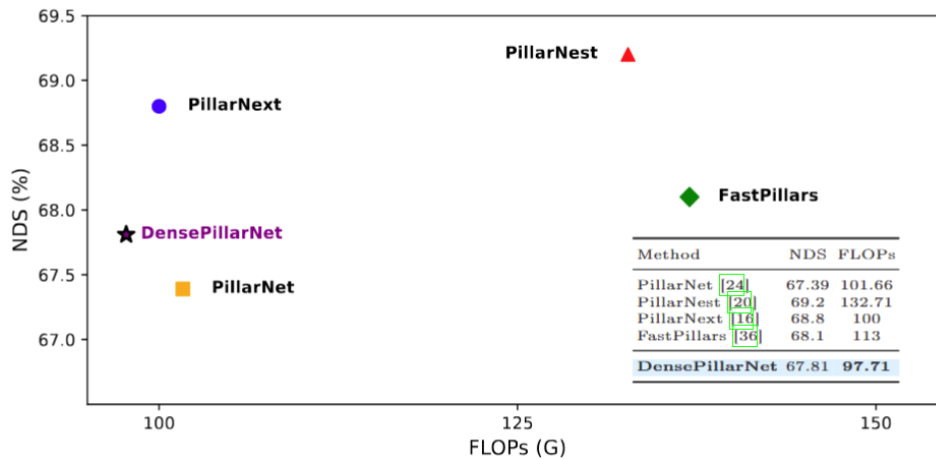 69.5
69.0
68.5
68.0
67.5
67.0
NDS (%)
PillarNest
PillarNext
FastPillars
DensePillarNet
PillarNet
Method NDS FLOPs
PillarNet [24] 67.39 101.66
PillarNest [20] 69.2 132.71
PillarNext [16] 68.8 100
FastPillars [36] 68.1 113
DensePillarNet 67.81 97.71
100
125
150
FLOPs (G)